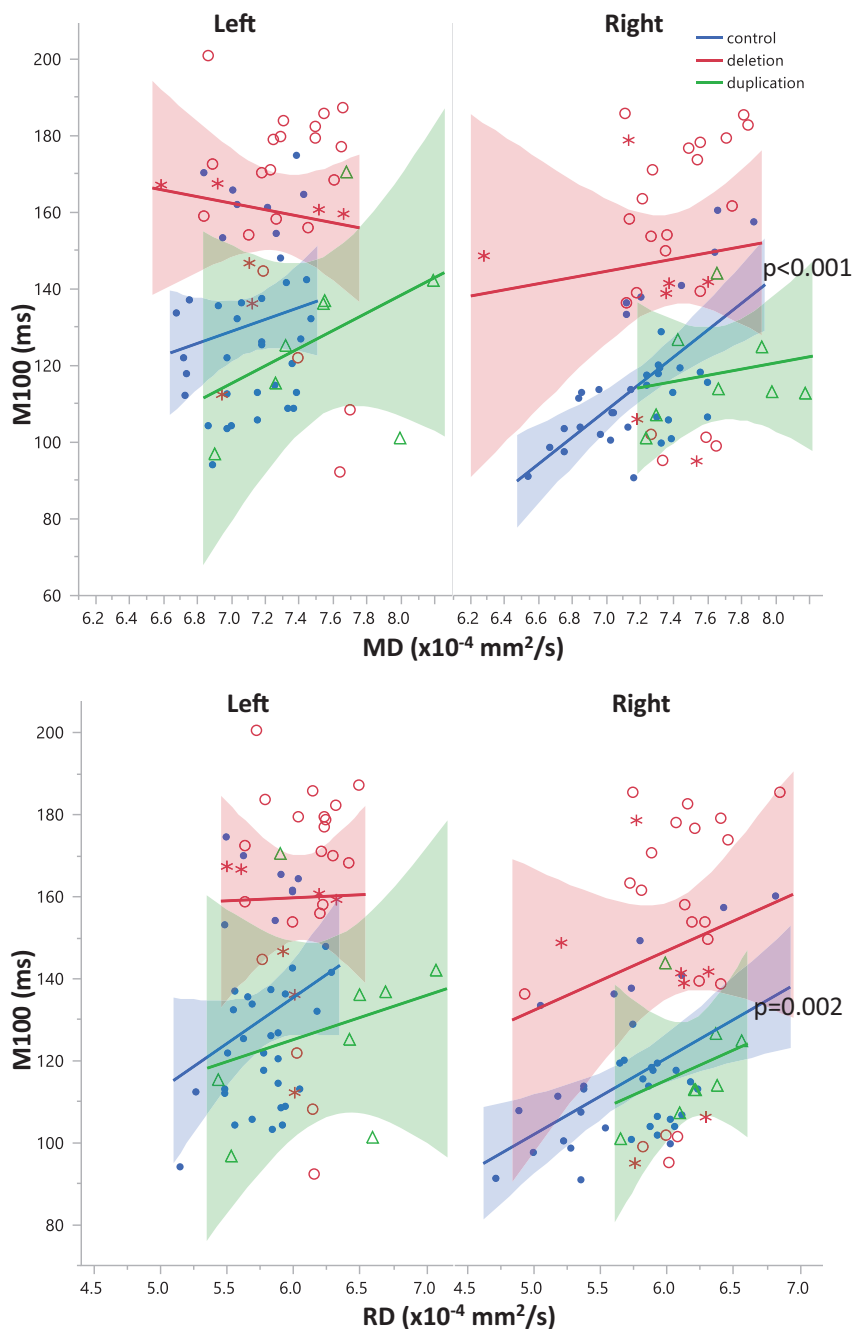 Left
Right
control
deletion
duplication
200
180
160
140
120
100
80
60
M100 (ms)
p<0.001
6.2 6.4 6.6 6.8 7.0 7.2 7.4 7.6 8.0
6.2 6.4 6.6 6.8 7.0 7.2 7.4 7.6 8.0
MD (x10⁻⁴ mm²/s)
Left
Right
200
180
160
140
120
100
80
M100 (ms)
p=0.002
4.5 5.0 5.5 6.0 6.5 7.0
4.5 5.0 5.5 6.0 6.5 7.0
RD (x10⁻⁴ mm²/s)